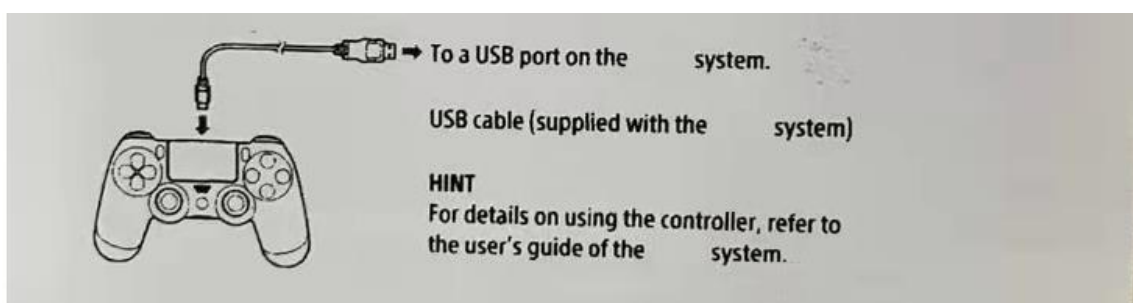 To a USB port on the system.
USB cable (supplied with the system)
HINT
For details on using the controller, refer to
the user's guide of the system.